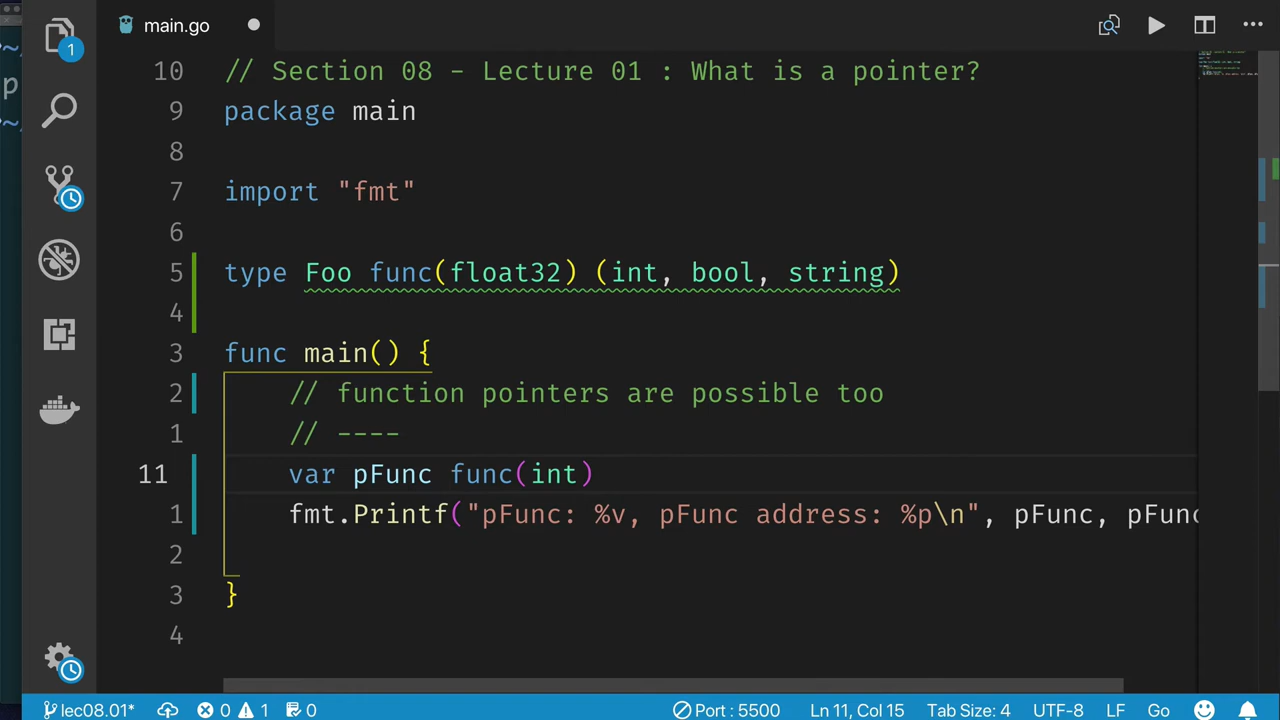 main.go
1
10 // Section 08 - Lecture 01 : What is a pointer?
9 package main
8
7 import "fmt"
6
5 type Foo func(float32) (int, bool, string)
4
3 func main() {
2 // function pointers are possible too
1 // ----
11 var pFunc func(int)
1 fmt.Printf("pFunc: %v, pFunc address: %p\n", pFunc, pFunc
2
3 }
4
lec08.01* 0 1 0 Port : 5500 Ln 11, Col 15 Tab Size: 4 UTF-8 LF Go